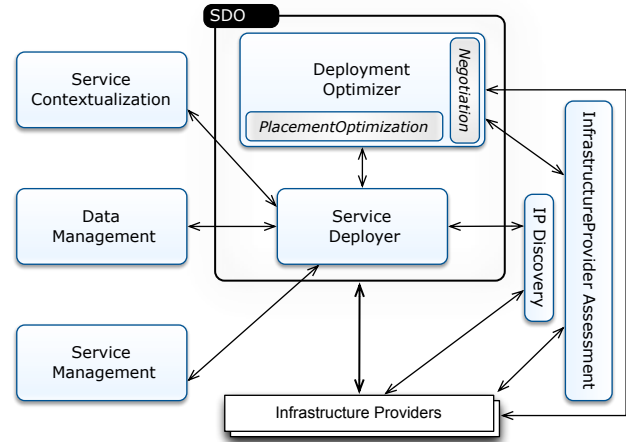 SDO
Deployment
Optimizer
PlacementOptimization
Negotiation
Service
Contextualization
Data
Management
Service
Deployer
Service
Management
IP Discovery
InfrastructureProvider Assessment
Infrastructure Providers